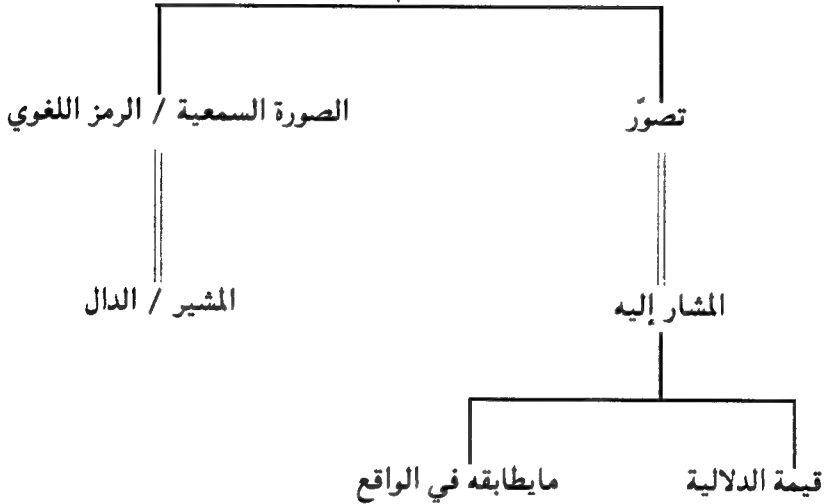 تصوّر
الصورة السمعية / الرمز اللغوي
المشار إليه
المشير / الدال
قيمة الدلالية
مايطابقه في الواقع